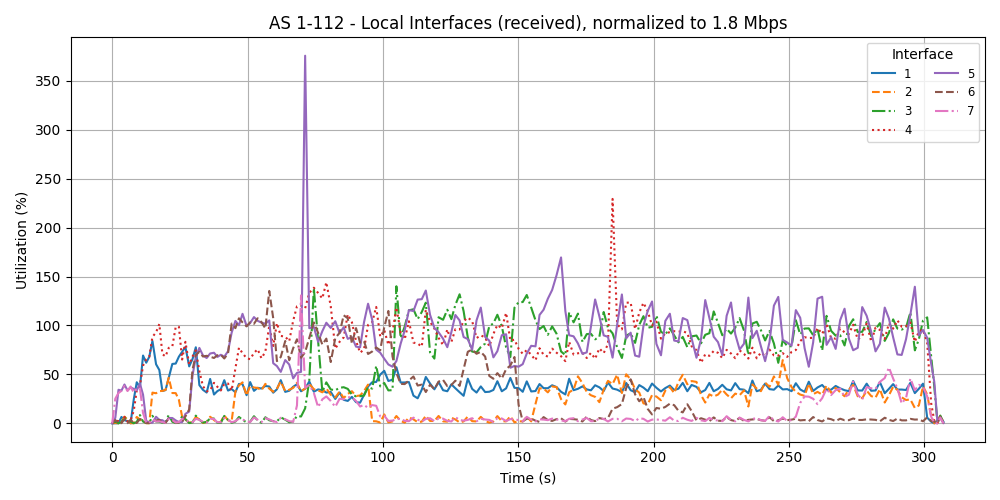 AS 1-112 - Local Interfaces (received), normalized to 1.8 Mbps
Interface
1 5
2 6
3 7
4
350
300
250
200
150
100
50
0
Utilization (%)
0 50 100 150 200 250 300
Time (s)